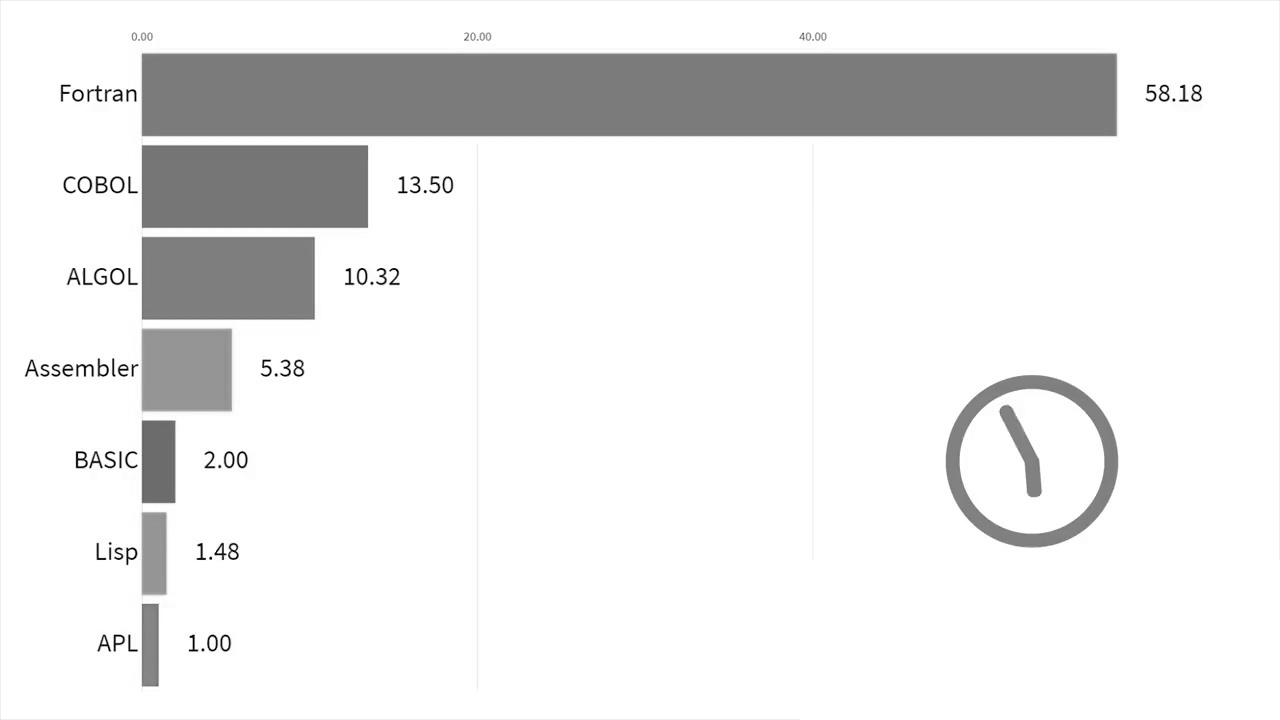 0.00 20.00 40.00
Fortran 58.18
COBOL 13.50
ALGOL 10.32
Assembler 5.38
BASIC 2.00
Lisp 1.48
APL 1.00